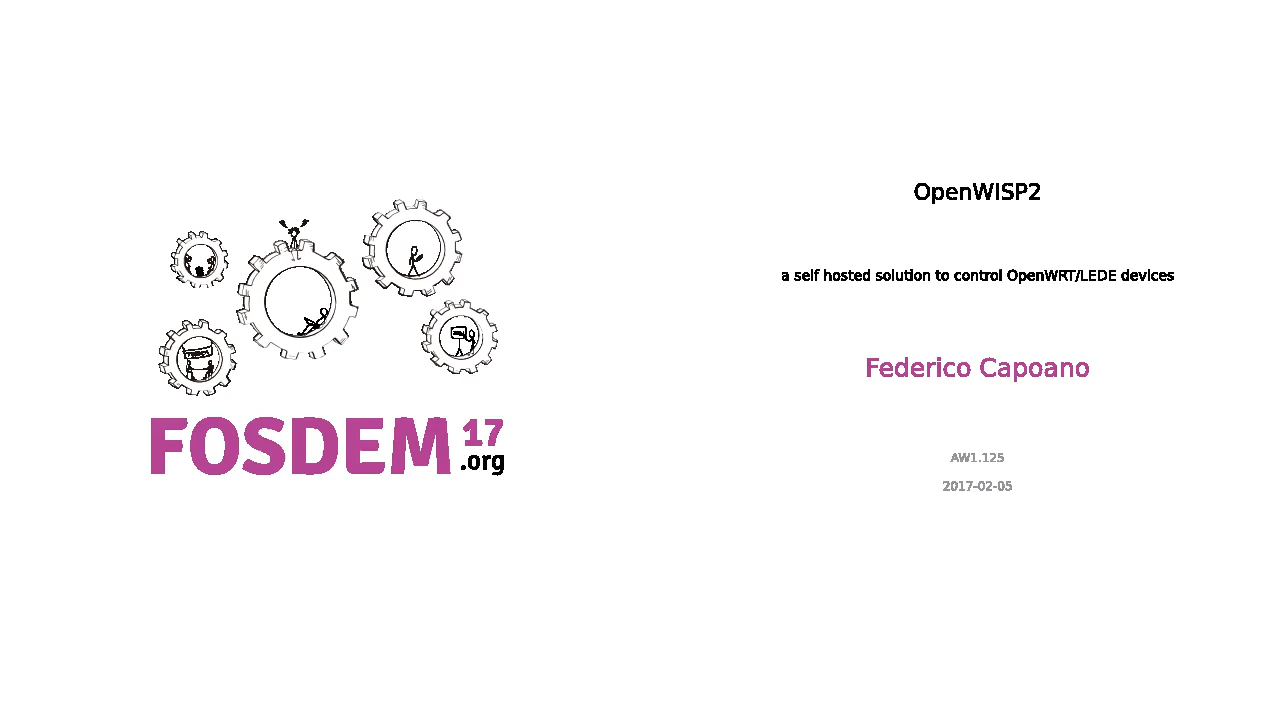 FOSDEM 17
.org
OpenWISP2
a self hosted solution to control OpenWRT/LEDE devices
Federico Capoano
AW1.125
2017-02-05